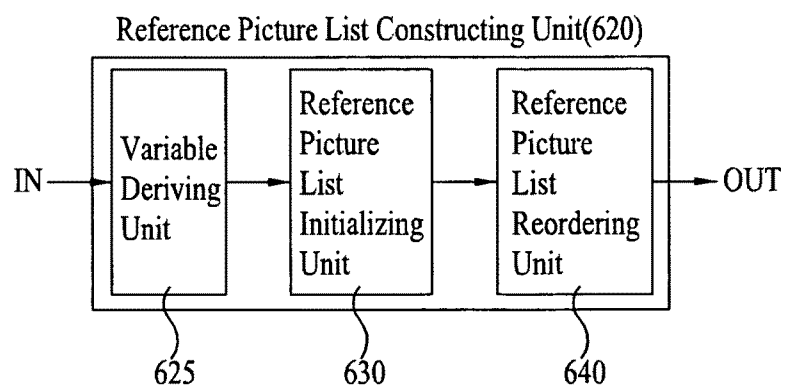 Reference Picture List Constructing Unit(620)
IN
Variable
Deriving
Unit
Reference
Picture
List
Initializing
Unit
Reference
Picture
List
Reordering
Unit
OUT
625
630
640